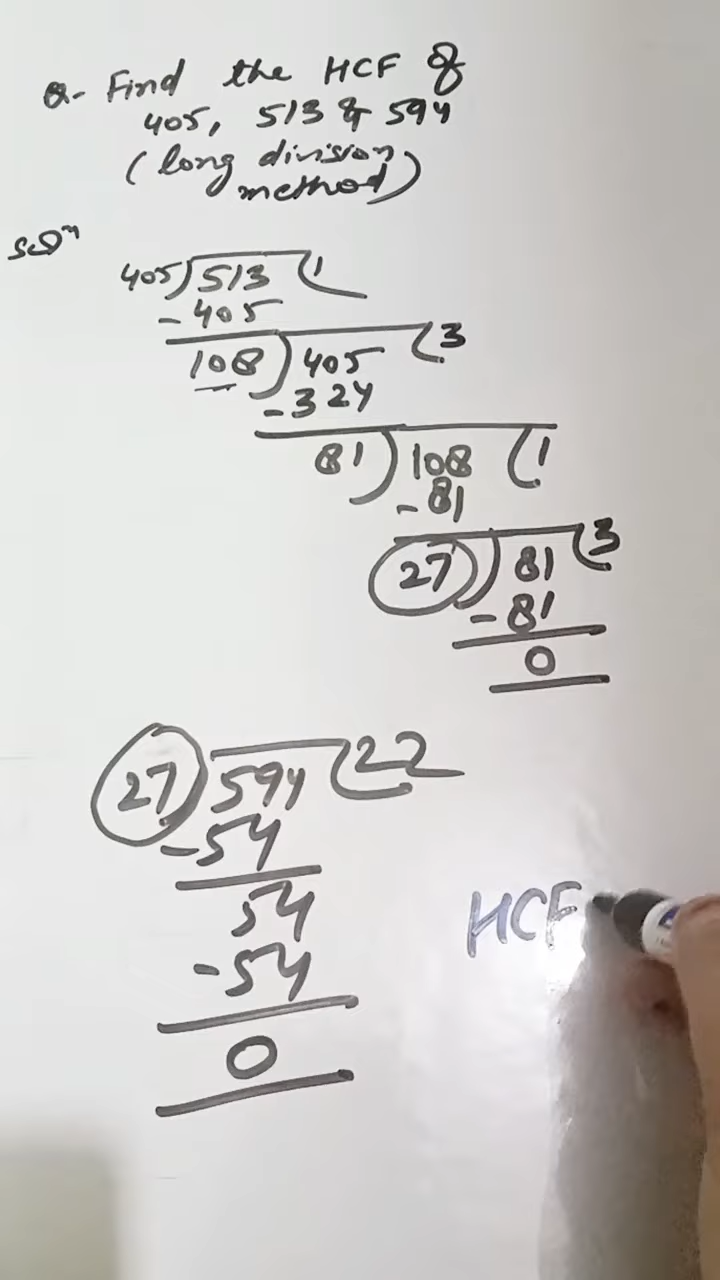 Q- Find the HCF of
405, 513 & 594
(long division
method)
Solⁿ
405)513(1
-405
108)405(3
-324
81)108(1
-81
27)81(3
-81
0
27)594(22
-54
54
-54
0
HCF